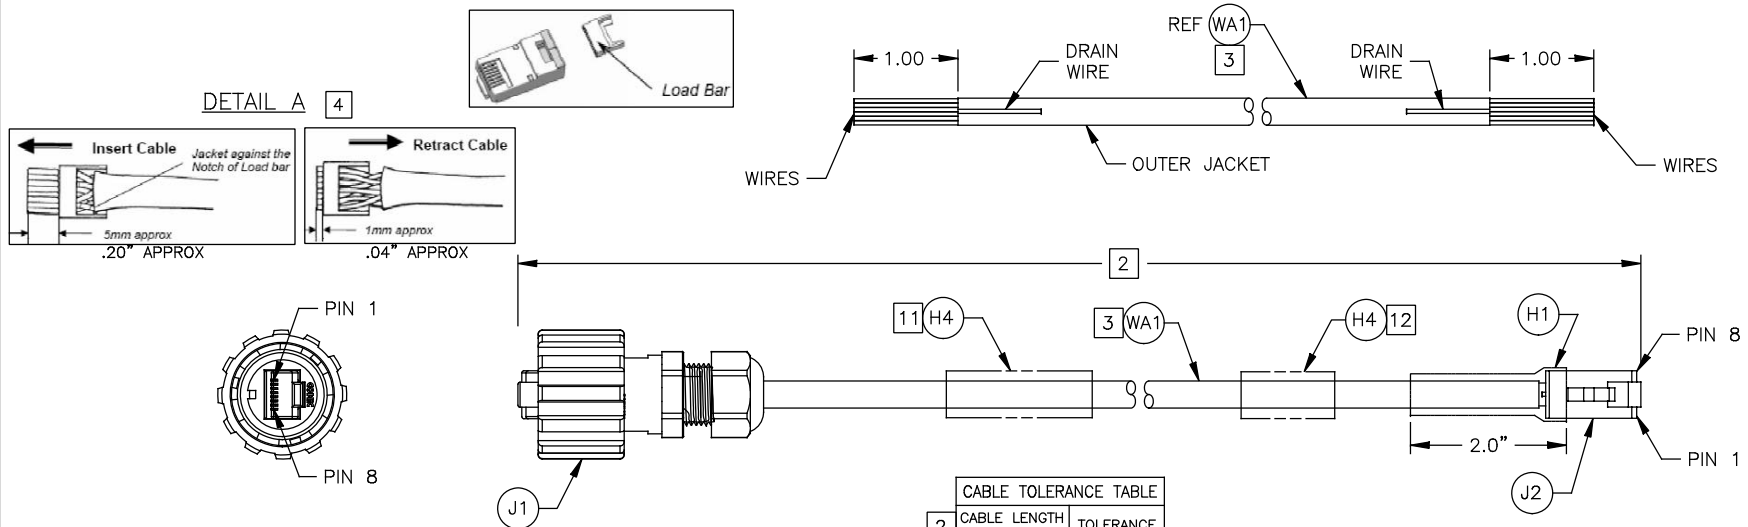 Load Bar
DETAIL A 4
Insert Cable
Jacket against the
Notch of Load bar
5mm approx
.20" APPROX
Retract Cable
1mm approx
.04" APPROX
REF WA1
3
1.00
DRAIN
WIRE
DRAIN
WIRE
1.00
WIRES
OUTER JACKET
WIRES
2
PIN 1
PIN 8
J1
11 H4
3 WA1
H4 12
H1
PIN 8
2.0"
PIN 1
J2
CABLE TOLERANCE TABLE
2
CABLE LENGTH
TOLERANCE